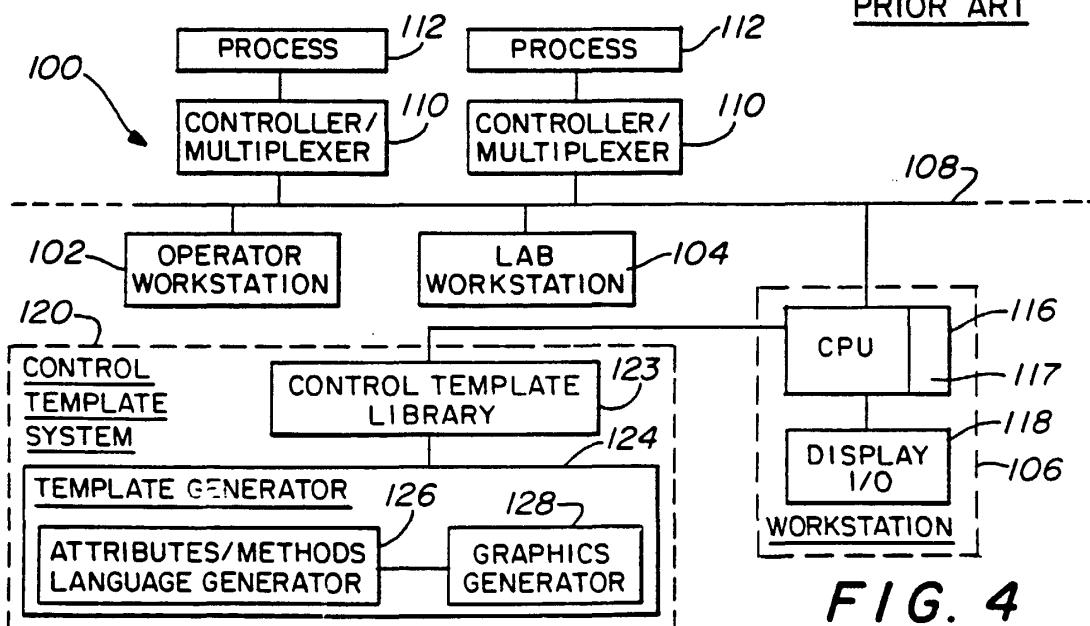 PRIOR ART
112
112
PROCESS
PROCESS
100
110
110
CONTROLLER/
MULTIPLEXER
CONTROLLER/
MULTIPLEXER
108
102
OPERATOR
WORKSTATION
LAB
WORKSTATION
104
120
116
CPU
117
CONTROL
TEMPLATE
SYSTEM
CONTROL TEMPLATE
LIBRARY
123
124
118
DISPLAY
I/O
106
TEMPLATE GENERATOR
126
128
WORKSTATION
ATTRIBUTES/METHODS
LANGUAGE GENERATOR
GRAPHICS
GENERATOR
FIG. 4